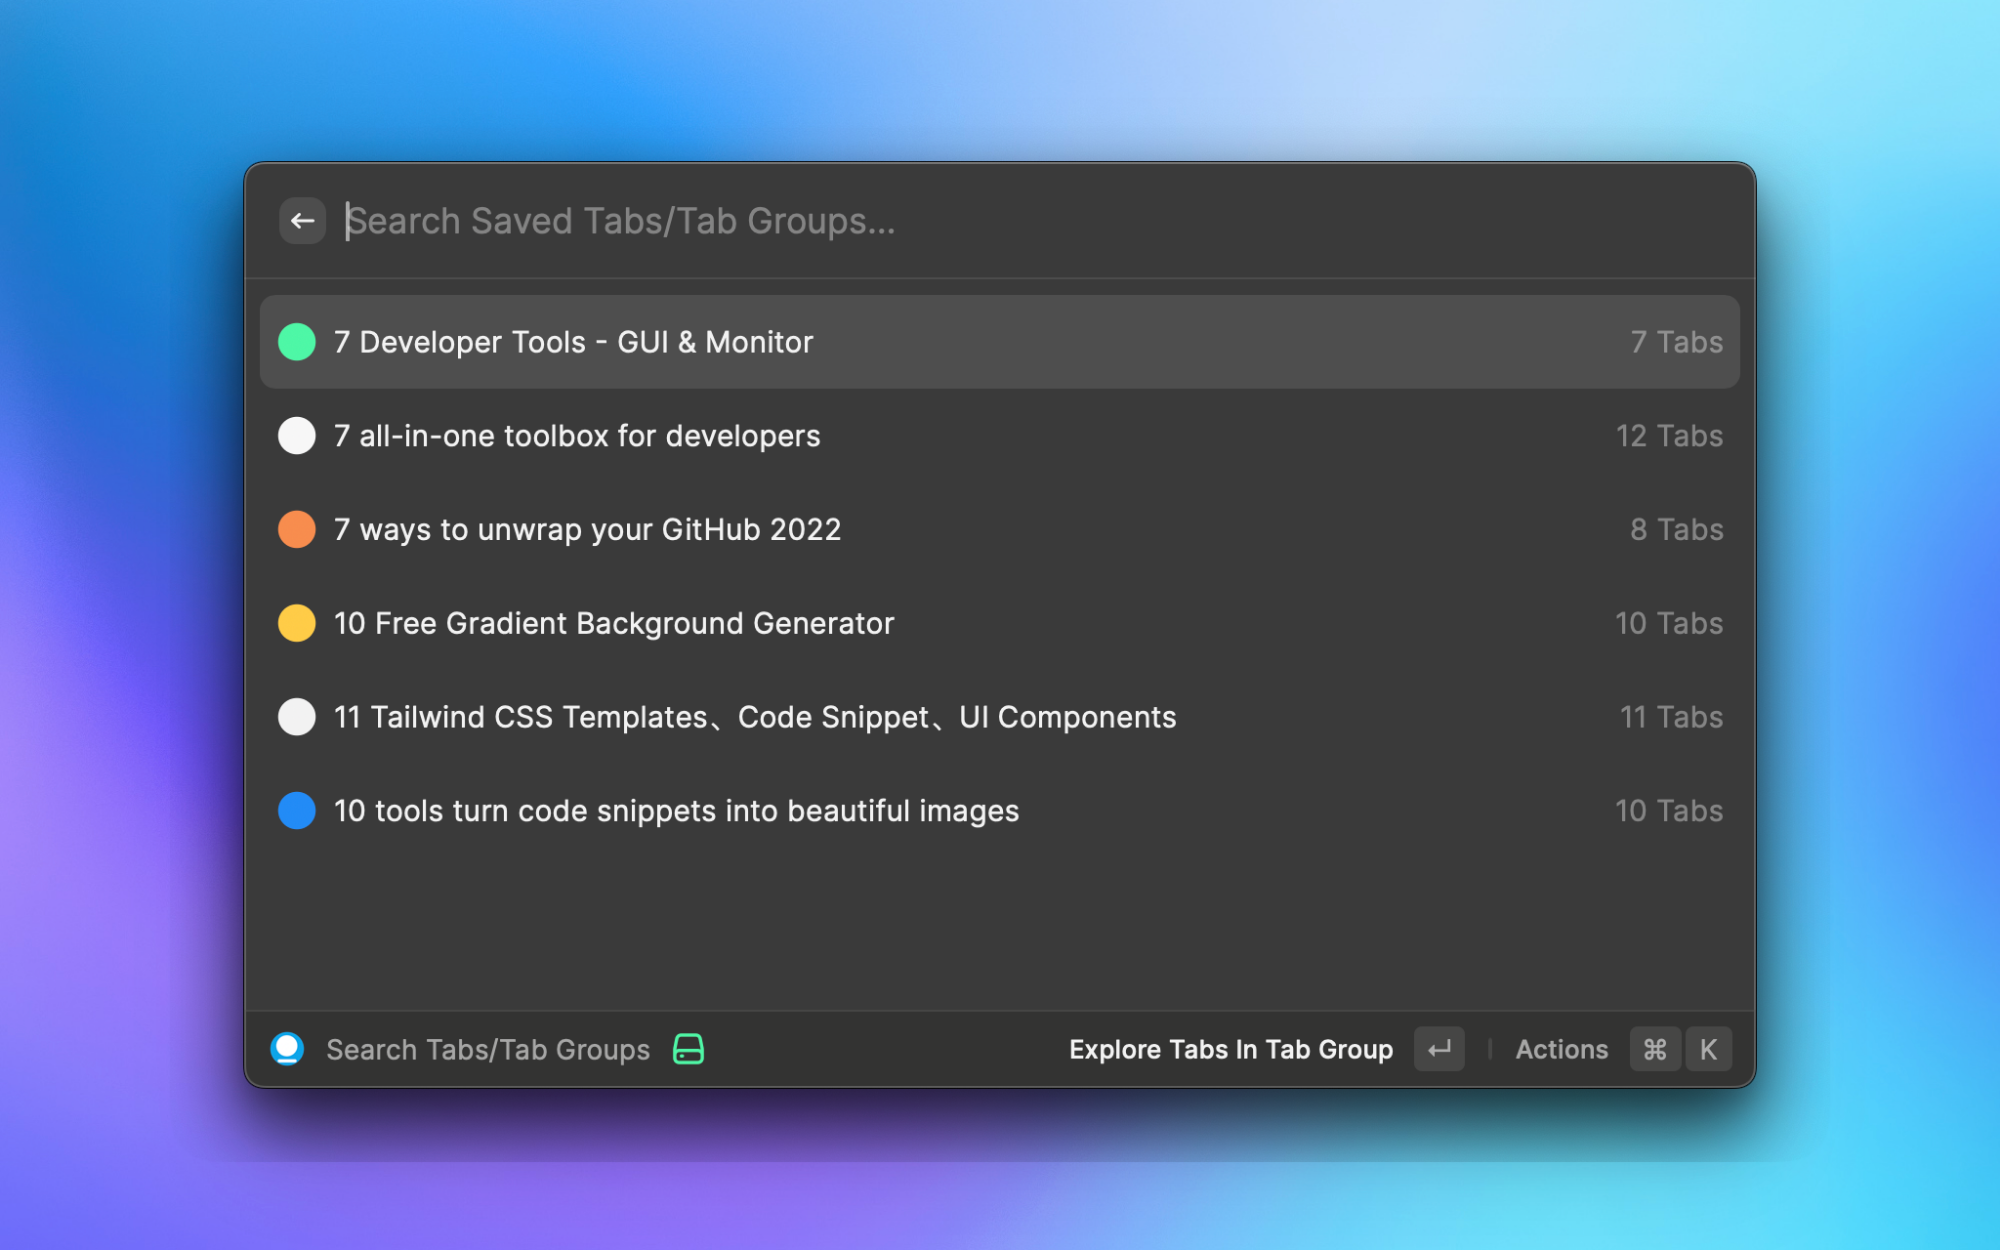 Search Saved Tabs/Tab Groups...
7 Developer Tools - GUI & Monitor 7 Tabs
7 all-in-one toolbox for developers 12 Tabs
7 ways to unwrap your GitHub 2022 8 Tabs
10 Free Gradient Background Generator 10 Tabs
11 Tailwind CSS Templates、Code Snippet、UI Components 11 Tabs
10 tools turn code snippets into beautiful images 10 Tabs
Search Tabs/Tab Groups Explore Tabs In Tab Group ↵ Actions ⌘ K